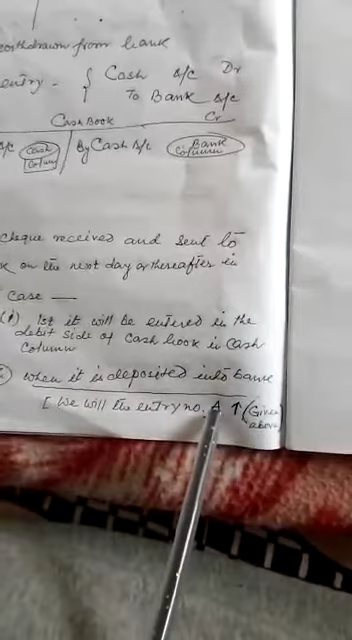 withdrawn from bank
entry - { Cash A/c Dr
To Bank A/c
Cash Book Cr
A/c Cash Column / By Cash A/c Bank Column
Cheque received and sent to
on the next day or thereafter in
case —
(i) 1st it will be entered in the
debit side of cash book in cash
column
when it is deposited into bank
[ We will the entry no. 4 ↑ (Given
above)